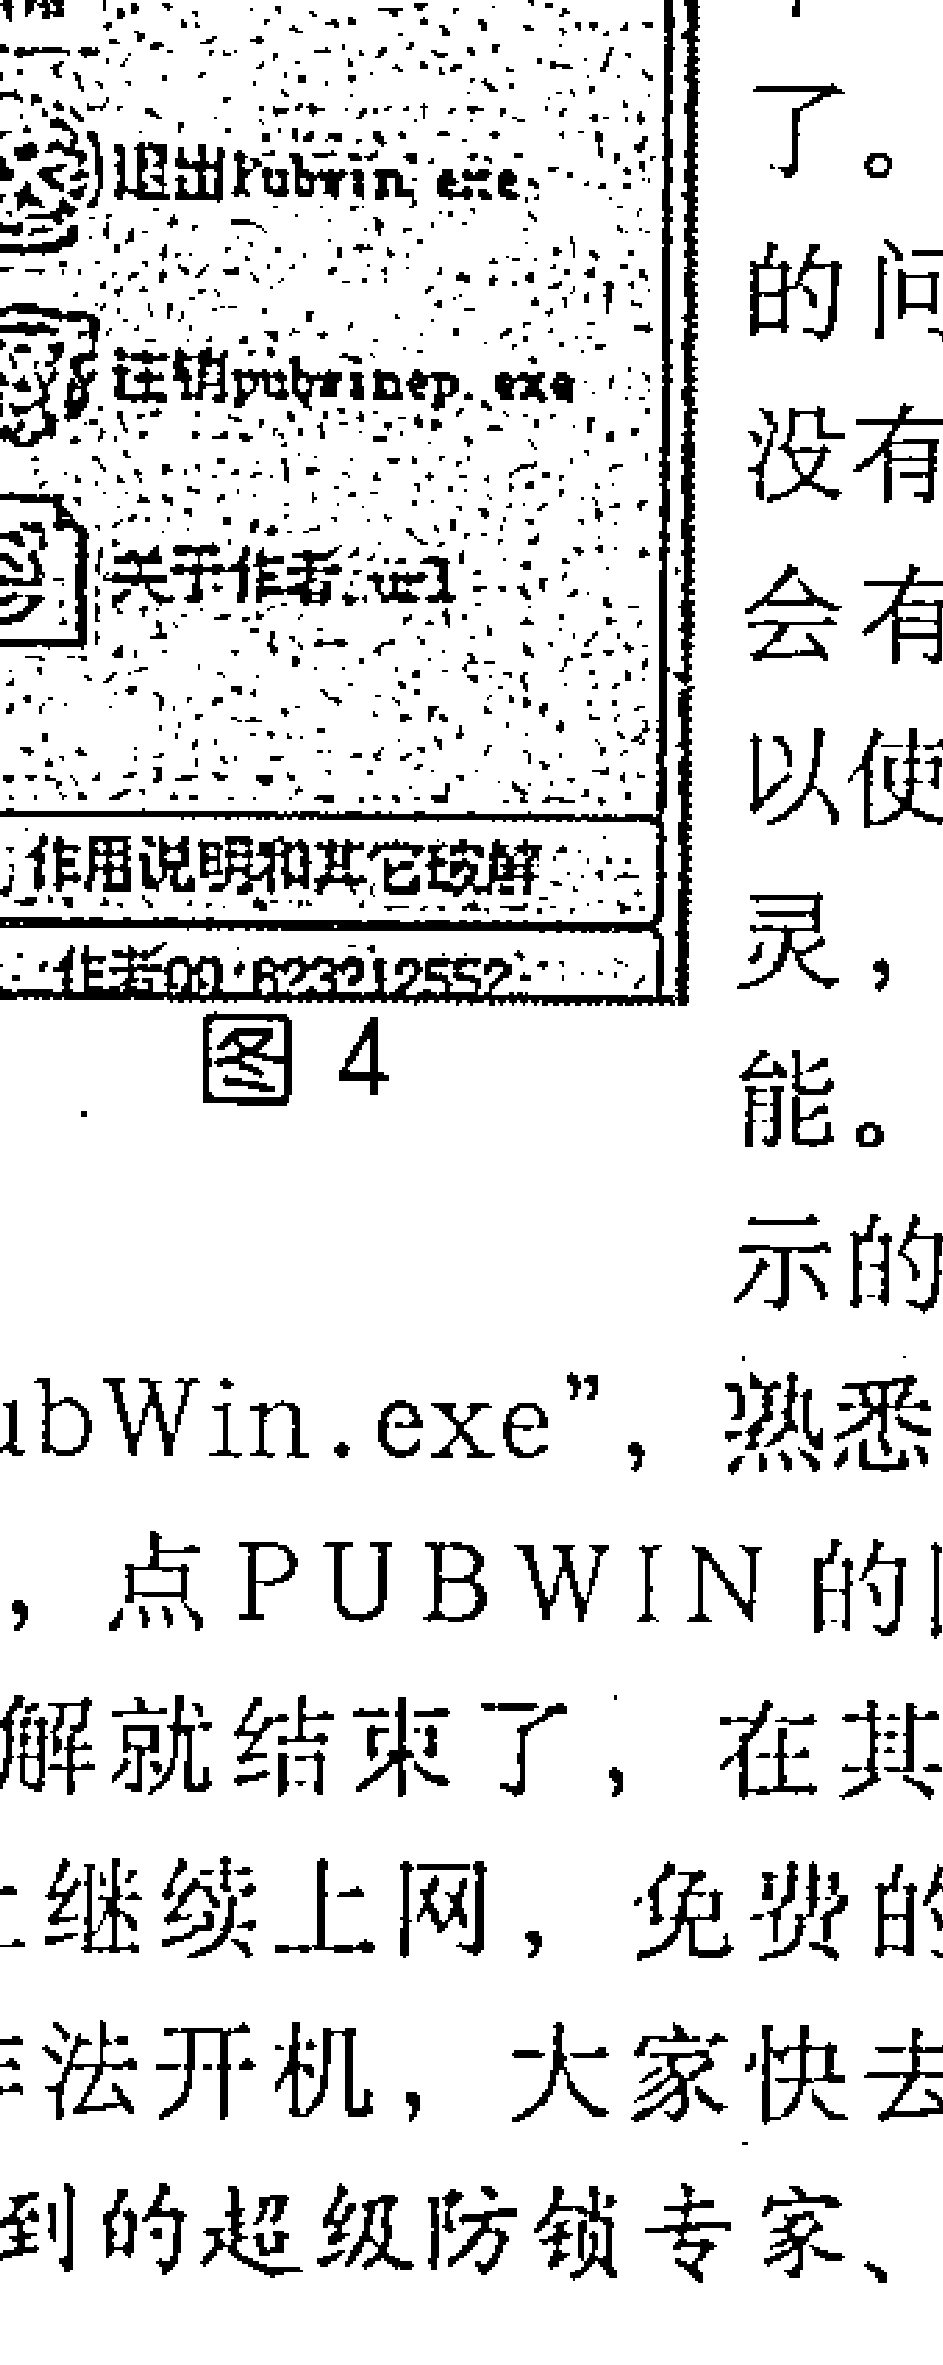 退出Pubwin.exe
注销pubwinep.exe
关于作者.url
作用说明和其它破解
作者QQ:623212552
图 4
了。
的问
没有
会有
以使
灵，
能。
示的
ubWin.exe”，熟悉
，点PUBWIN的
解就结束了，在其
上继续上网，免费的
作法开机，大家快去
到的超级防锁专家、